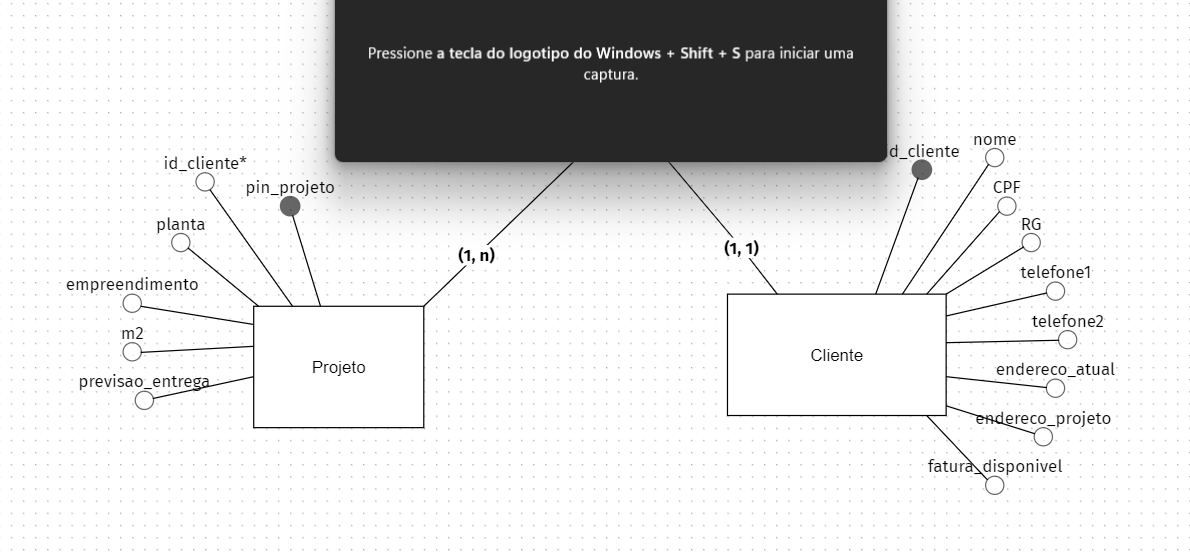 Pressione a tecla do logotipo do Windows + Shift + S para iniciar uma
captura.
id_cliente*
pin_projeto
planta
empreendimento
m2
previsao_entrega
Projeto
(1, n)
(1, 1)
d_cliente
nome
CPF
RG
telefone1
telefone2
endereco_atual
endereco_projeto
fatura_disponivel
Cliente